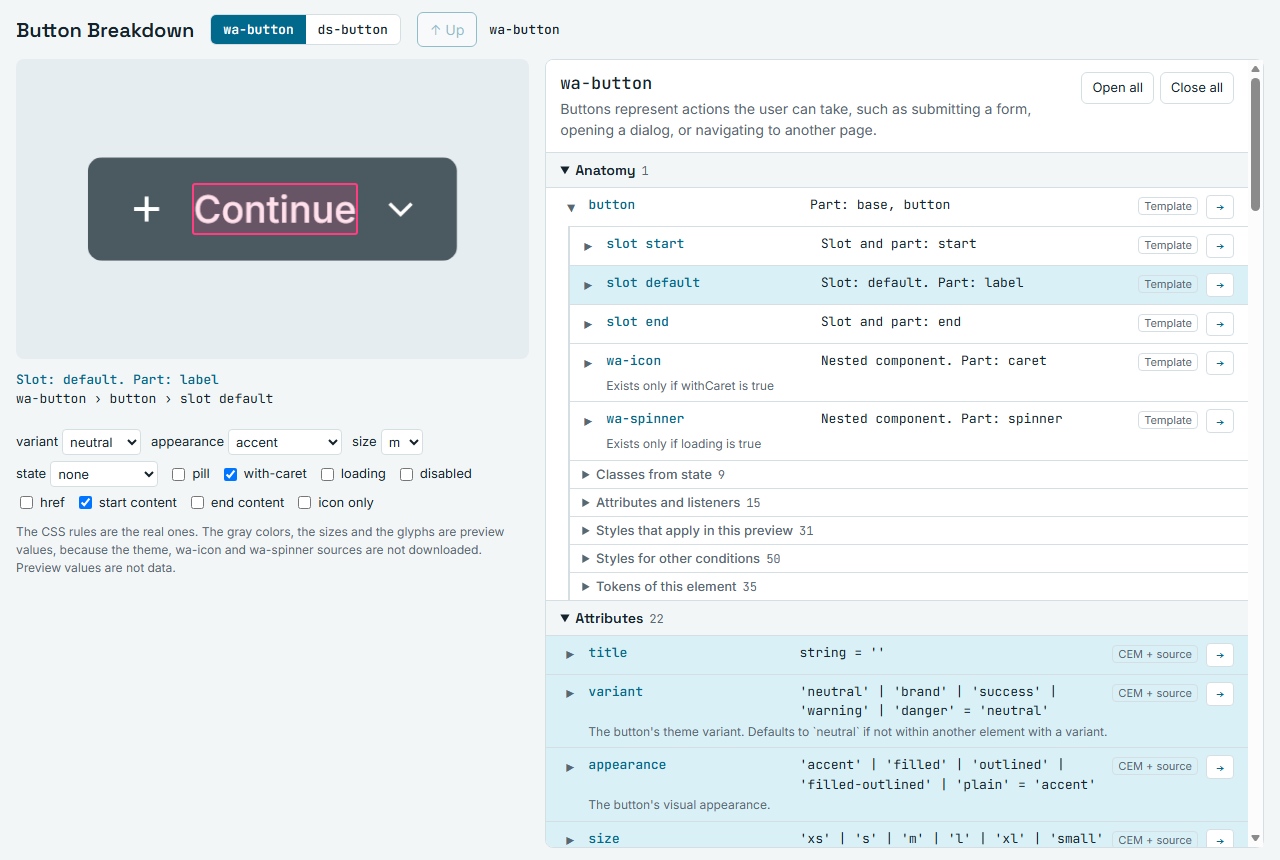 Button Breakdown wa-button ds-button ↑ Up wa-button
+ Continue
Slot: default. Part: label
wa-button › button › slot default
variant neutral appearance accent size m
state none pill with-caret loading disabled
href start content end content icon only
The CSS rules are the real ones. The gray colors, the sizes and the glyphs are preview
values, because the theme, wa-icon and wa-spinner sources are not downloaded.
Preview values are not data.
wa-button Open all Close all
Buttons represent actions the user can take, such as submitting a form,
opening a dialog, or navigating to another page.
▼ Anatomy 1
▼ button Part: base, button Template →
▶ slot start Slot and part: start Template →
▶ slot default Slot: default. Part: label Template →
▶ slot end Slot and part: end Template →
▶ wa-icon Nested component. Part: caret Template →
Exists only if withCaret is true
▶ wa-spinner Nested component. Part: spinner Template →
Exists only if loading is true
▶ Classes from state 9
▶ Attributes and listeners 15
▶ Styles that apply in this preview 31
▶ Styles for other conditions 50
▶ Tokens of this element 35
▼ Attributes 22
▶ title string = '' CEM + source →
▶ variant 'neutral' | 'brand' | 'success' | CEM + source →
'warning' | 'danger' = 'neutral'
The button's theme variant. Defaults to `neutral` if not within another element with a variant.
▶ appearance 'accent' | 'filled' | 'outlined' | CEM + source →
'filled-outlined' | 'plain' = 'accent'
The button's visual appearance.
▶ size 'xs' | 's' | 'm' | 'l' | 'xl' | 'small' CEM + source →